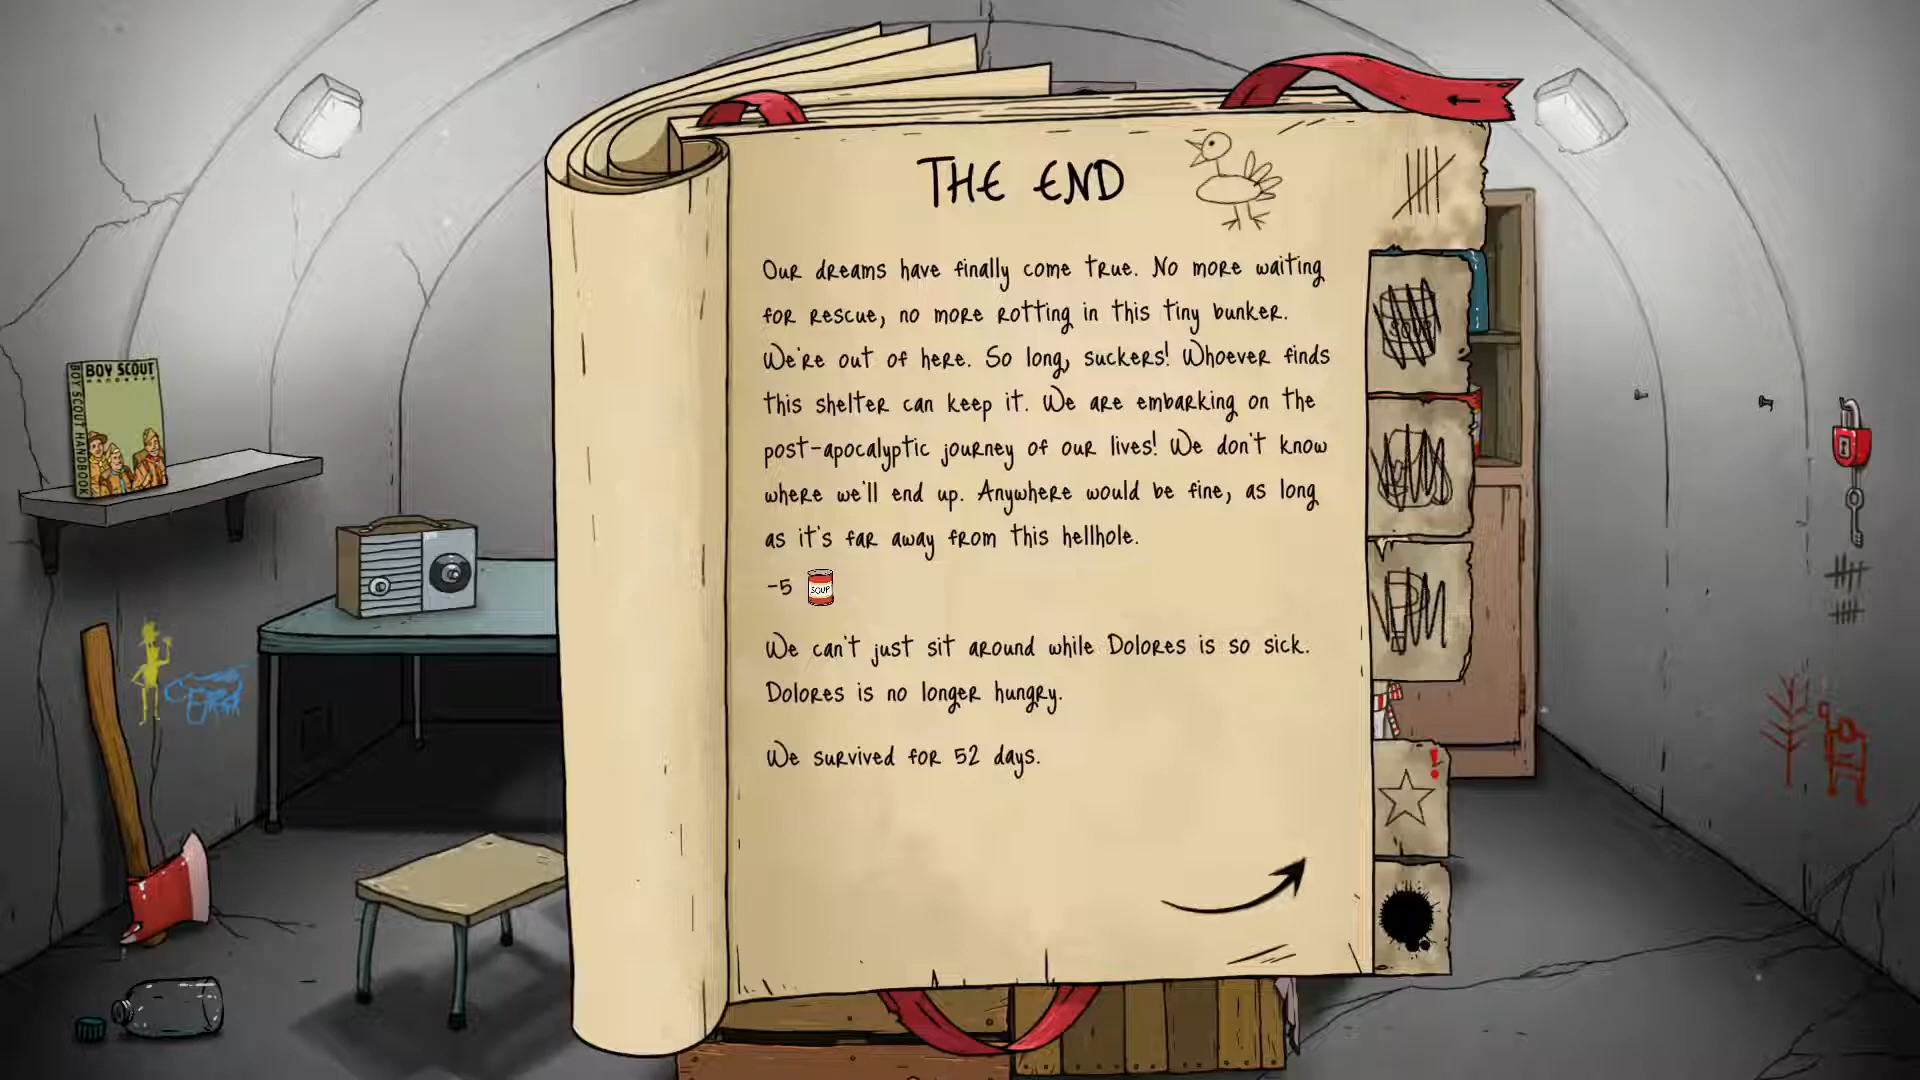 THE END
Our dreams have finally come true. No more waiting
for rescue, no more rotting in this tiny bunker.
We're out of here. So long, suckers! Whoever finds
this shelter can keep it. We are embarking on the
post-apocalyptic journey of our lives! We don't know
where we'll end up. Anywhere would be fine, as long
as it's far away from this hellhole.
-5 SOUP
We can't just sit around while Dolores is so sick.
Dolores is no longer hungry.
We survived for 52 days.
BOY SCOUT
HANDBOOK
BOY SCOUT HANDBOOK
!